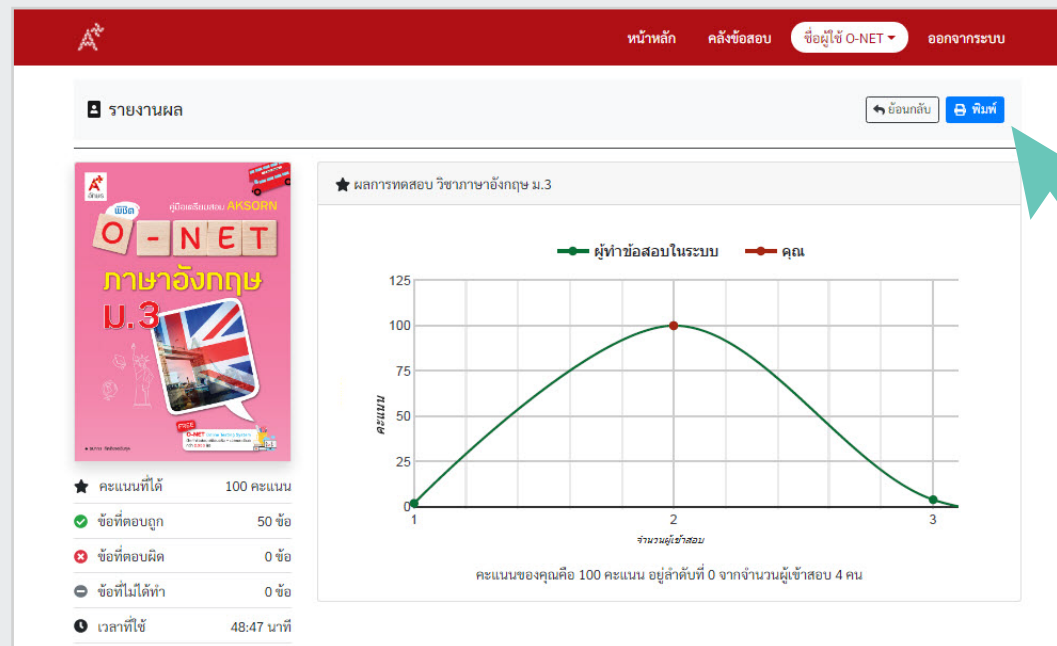 หน้าหลัก คลังข้อสอบ ชื่อผู้ใช้ O-NET ออกจากระบบ
รายงานผล
ย้อนกลับ พิมพ์
พิชิต
คู่มือเตรียมสอบ AKSORN
O - NET
ภาษาอังกฤษ
ม.3
FREE
O-NET
ผลการทดสอบ วิชาภาษาอังกฤษ ม.3
ผู้ทำข้อสอบในระบบ คุณ
125
100
75
50
25
0
คะแนน
1 2 3
จำนวนผู้เข้าสอบ
คะแนนของคุณคือ 100 คะแนน อยู่ลำดับที่ 0 จากจำนวนผู้เข้าสอบ 4 คน
คะแนนที่ได้ 100 คะแนน
ข้อที่ตอบถูก 50 ข้อ
ข้อที่ตอบผิด 0 ข้อ
ข้อที่ไม่ได้ทำ 0 ข้อ
เวลาที่ใช้ 48:47 นาที